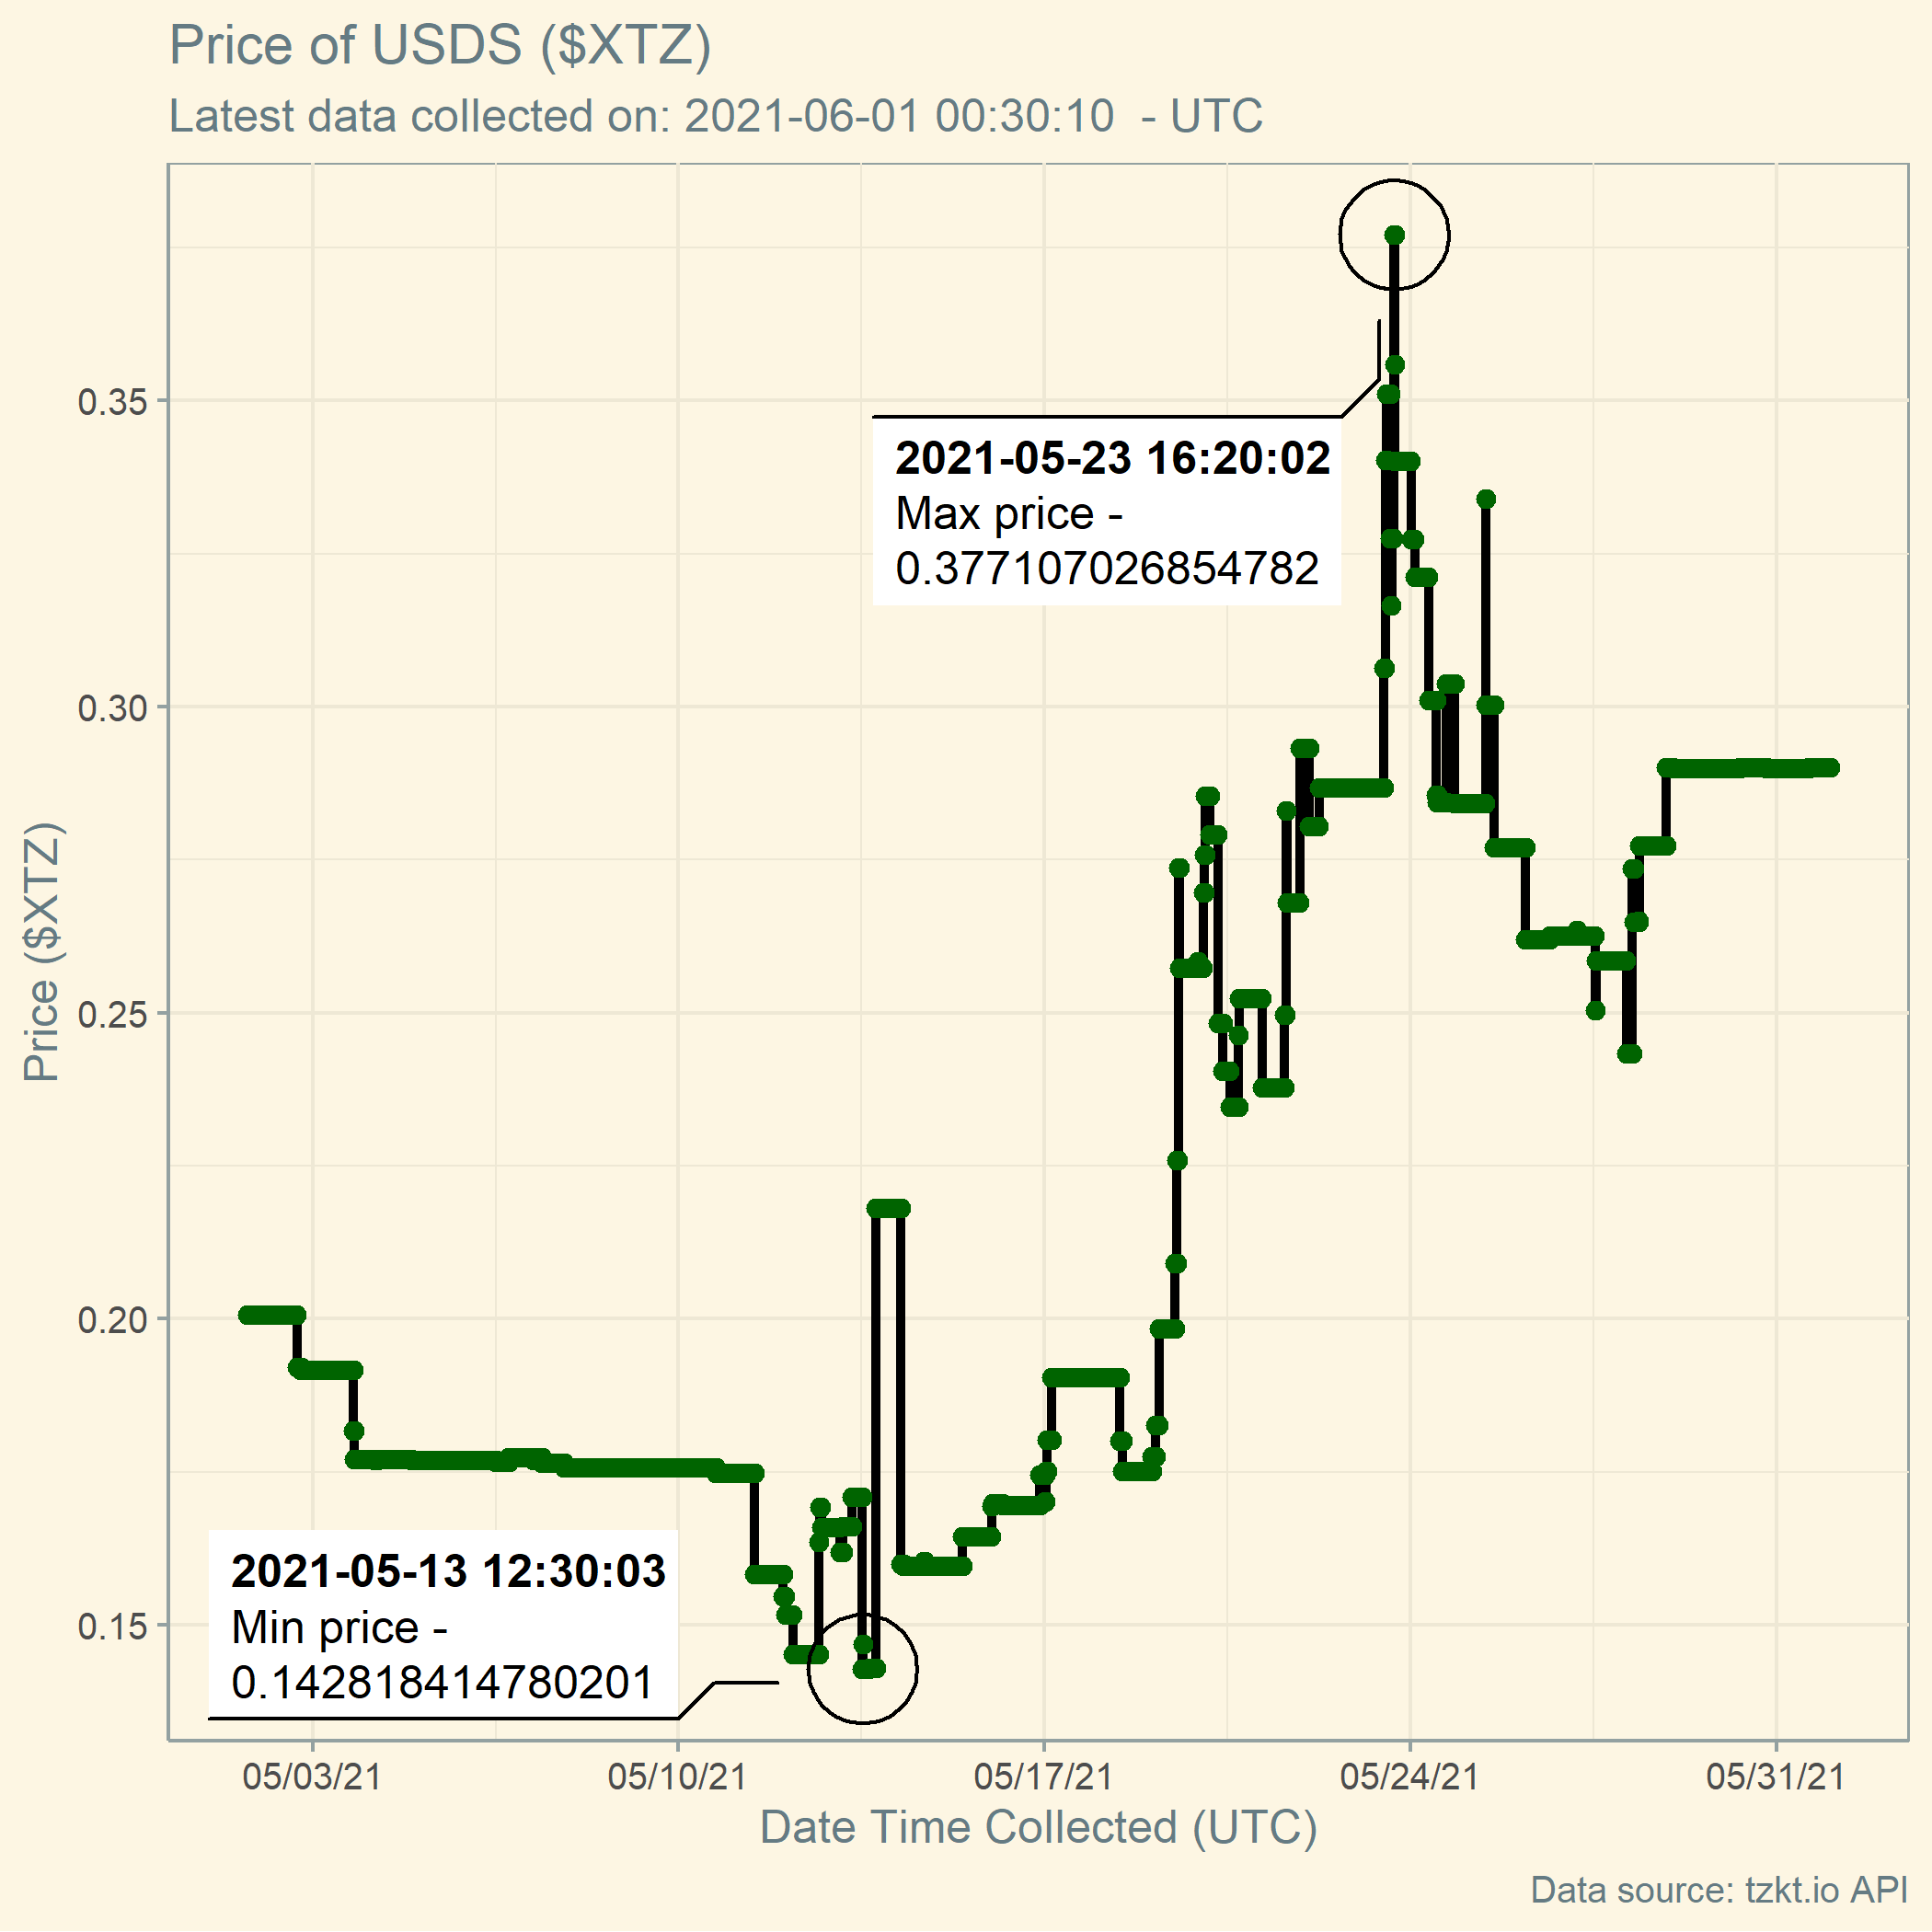 Price of USDS ($XTZ)
Latest data collected on: 2021-06-01 00:30:10  - UTC
0.35
0.30
0.25
0.20
0.15
Price ($XTZ)
2021-05-23 16:20:02
Max price -
0.377107026854782
2021-05-13 12:30:03
Min price -
0.142818414780201
05/03/21
05/10/21
05/17/21
05/24/21
05/31/21
Date Time Collected (UTC)
Data source: tzkt.io API